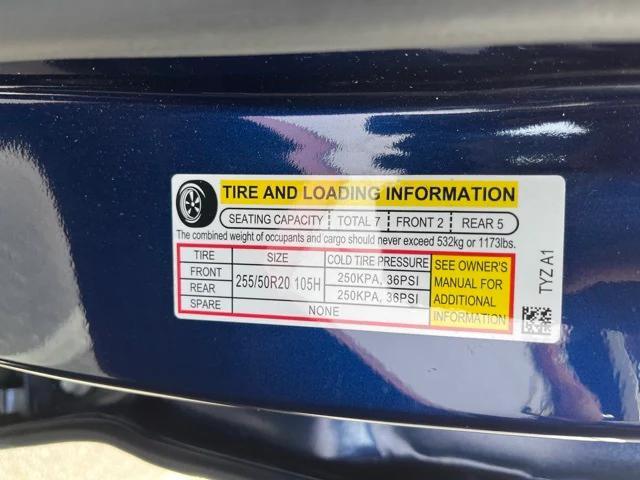 TIRE AND LOADING INFORMATION
SEATING CAPACITY TOTAL 7 FRONT 2 REAR 5
The combined weight of occupants and cargo should never exceed 532kg or 1173lbs.
TIRE SIZE COLD TIRE PRESSURE
FRONT 255/50R20 105H 250KPA, 36PSI
REAR 250KPA, 36PSI
SPARE NONE
SEE OWNER'S
MANUAL FOR
ADDITIONAL
INFORMATION
TYZ A1